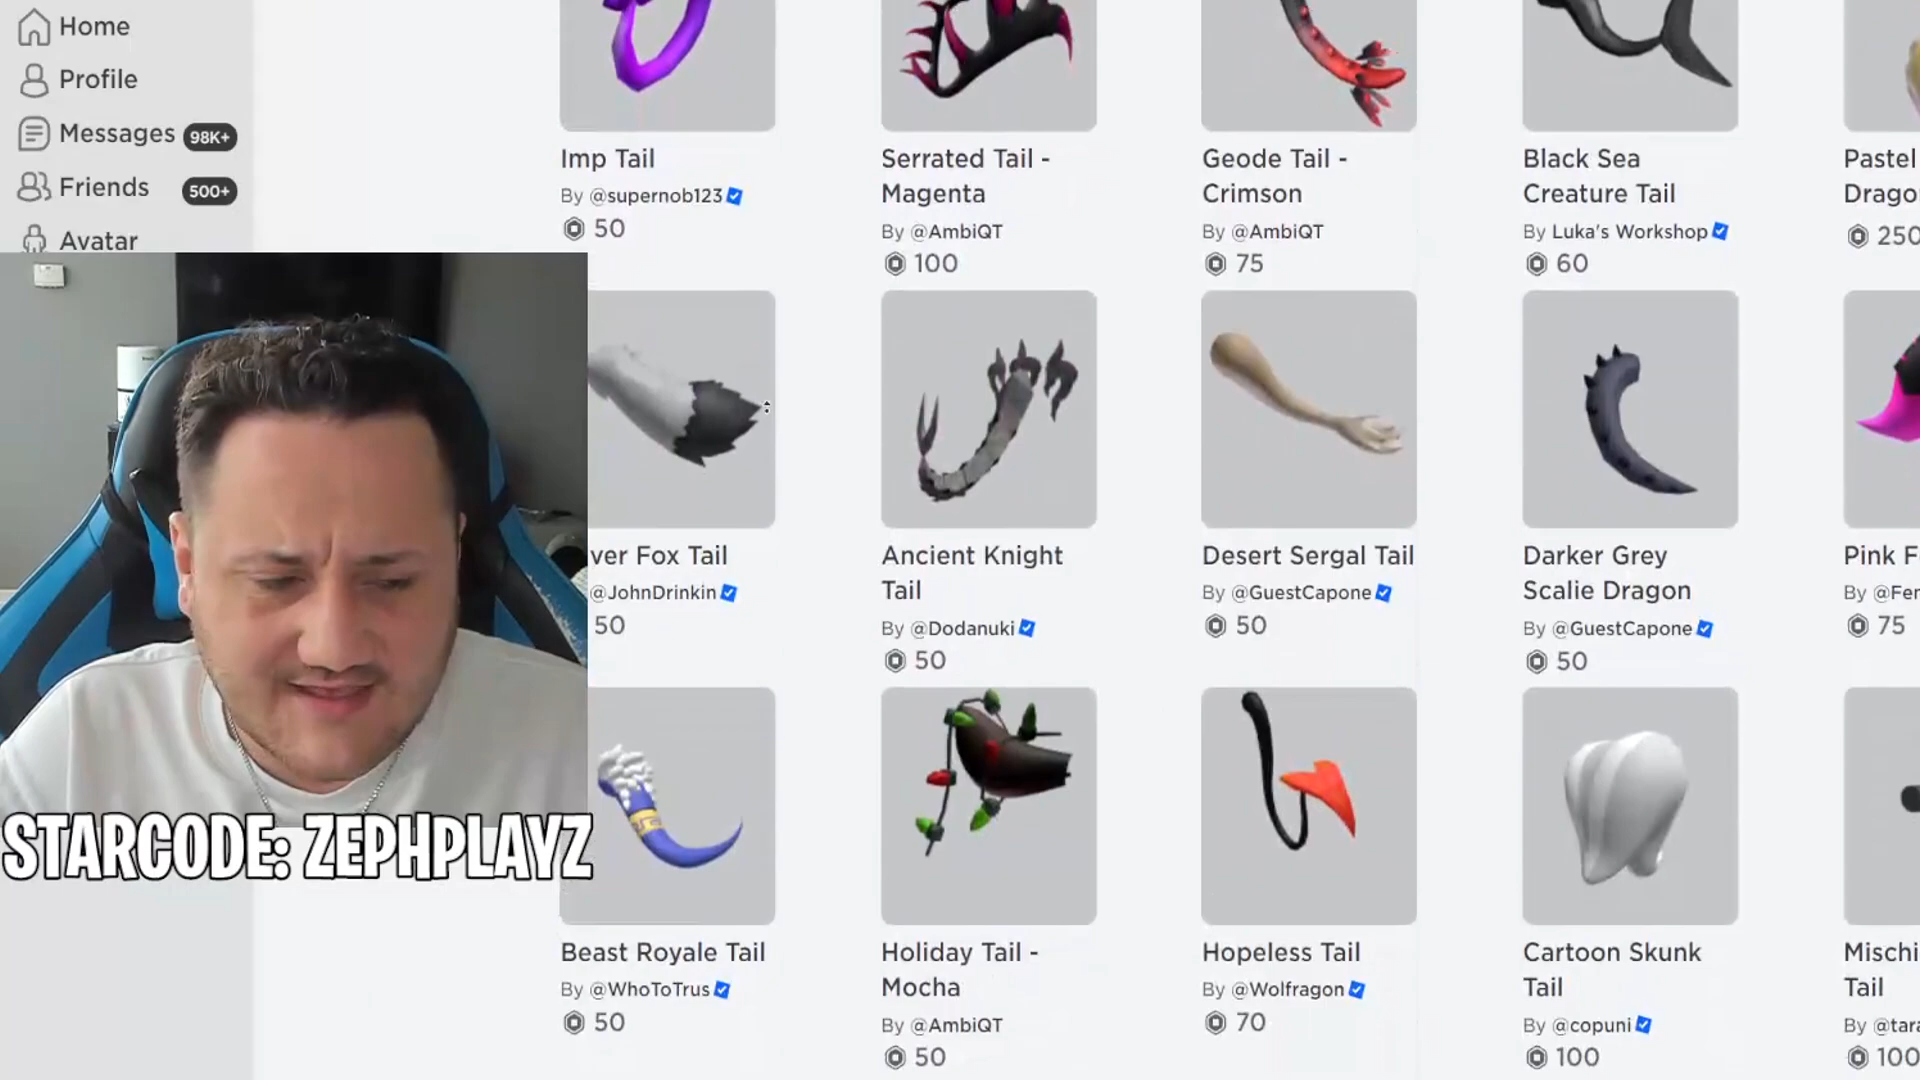 Home
Profile
Messages 98K+
Friends 500+
Avatar
Imp Tail
By @supernob123
50
Serrated Tail -
Magenta
By @AmbiQT
100
Geode Tail -
Crimson
By @AmbiQT
75
Black Sea
Creature Tail
By Luka's Workshop
60
Pastel
Drago
250
ver Fox Tail
@JohnDrinkin
50
Ancient Knight
Tail
By @Dodanuki
50
Desert Sergal Tail
By @GuestCapone
50
Darker Grey
Scalie Dragon
By @GuestCapone
50
Pink F
By @Fer
75
STARCODE: ZEPHPLAYZ
Beast Royale Tail
By @WhoToTrus
50
Holiday Tail -
Mocha
By @AmbiQT
50
Hopeless Tail
By @Wolfragon
70
Cartoon Skunk
Tail
By @copuni
100
Mischi
Tail
By @tara
100